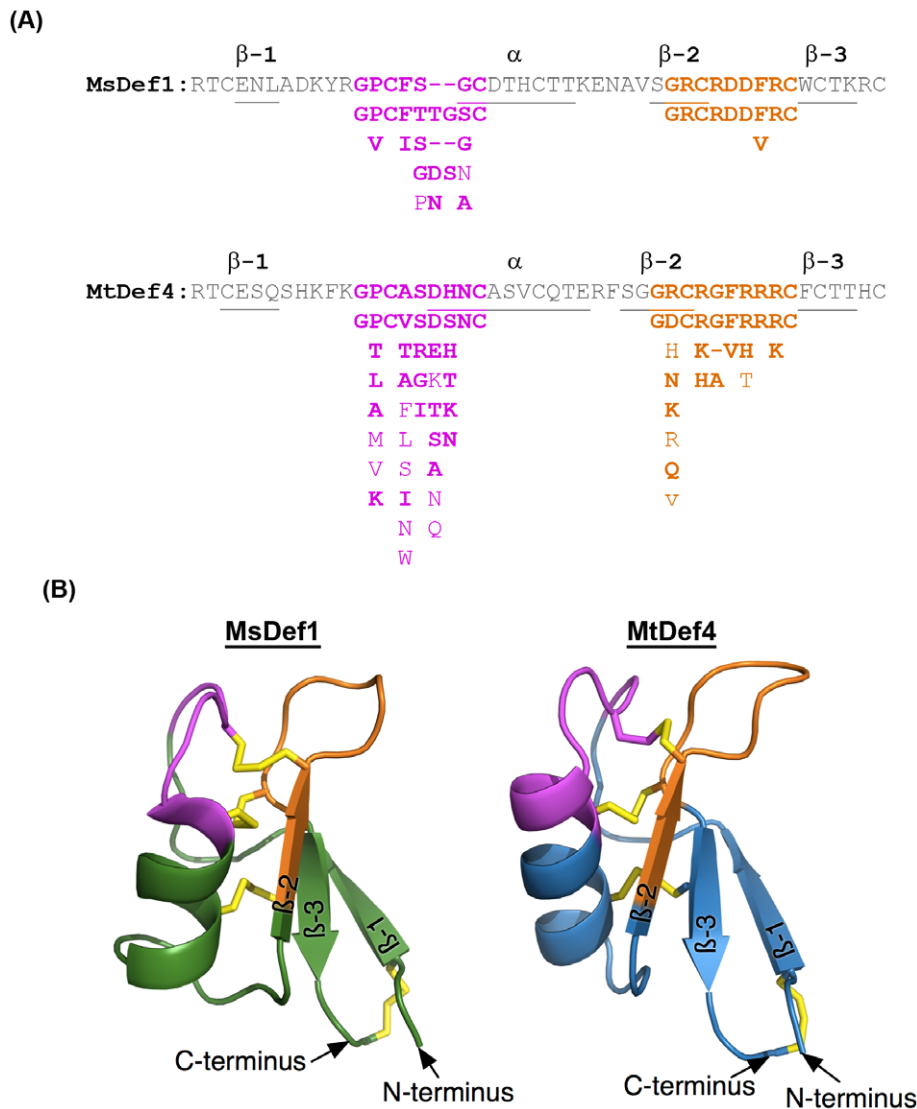 (A)
β-1 α β-2 β-3
MsDef1:RTCENLADKYRGPCFS--GCDTHCTTKENAVSGRCRDDFRCWCTKRC
GPCFTTGSC GRCRDDFRC
V IS--G V
GDSN
PN A
β-1 α β-2 β-3
MtDef4:RTCESQSHKFKGPCASDHNCASVCQTERFSGGRCRGFRRRCFCTTHC
GPCVSDSNC GDCRGFRRRC
T TREH H K-VH K
L AGKT N HA T
A FITK K
M L SN R
V S A Q
K I N V
N Q
W
(B)
MsDef1 MtDef4
β-2 β-3 β-1 β-2 β-3 β-1
C-terminus N-terminus C-terminus N-terminus